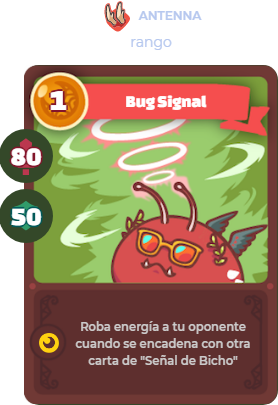 ANTENNA
rango
1
Bug Signal
80
50
Roba energía a tu oponente
cuando se encadena con otra
carta de "Señal de Bicho"